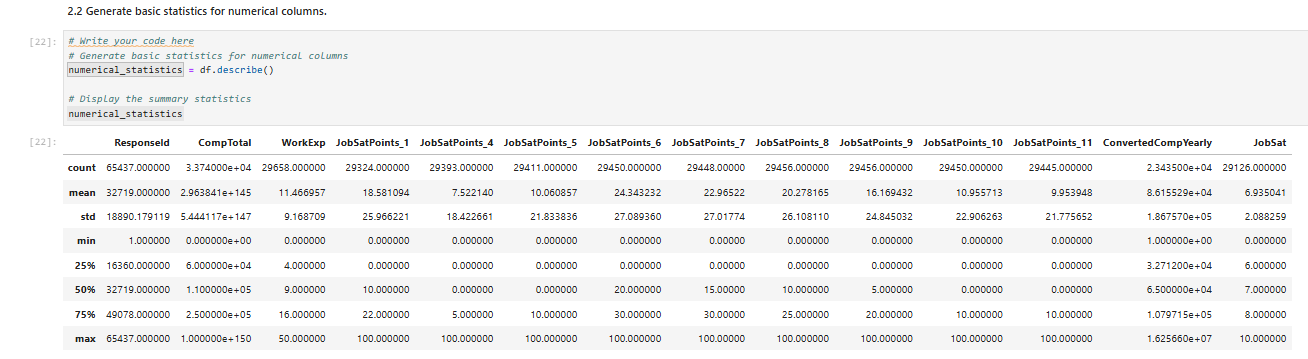 2.2 Generate basic statistics for numerical columns.
[22]: # Write your code here
# Generate basic statistics for numerical columns
numerical_statistics = df.describe()
# Display the summary statistics
numerical_statistics
[22]: ResponseId CompTotal WorkExp JobSatPoints_1 JobSatPoints_4 JobSatPoints_5 JobSatPoints_6 JobSatPoints_7 JobSatPoints_8 JobSatPoints_9 JobSatPoints_10 JobSatPoints_11 ConvertedCompYearly JobSat
count 65437.000000 3.374000e+04 29658.000000 29324.000000 29393.000000 29411.000000 29450.000000 29448.00000 29456.000000 29456.000000 29450.000000 29445.000000 2.343500e+04 29126.000000
mean 32719.000000 2.963841e+145 11.466957 18.581094 7.522140 10.060857 24.343232 22.96522 20.278165 16.169432 10.955713 9.953948 8.615529e+04 6.935041
std 18890.179119 5.444117e+147 9.168709 25.966221 18.422661 21.833836 27.089360 27.01774 26.108110 24.845032 22.906263 21.775652 1.867570e+05 2.088259
min 1.000000 0.000000e+00 0.000000 0.000000 0.000000 0.000000 0.000000 0.00000 0.000000 0.000000 0.000000 0.000000 1.000000e+00 0.000000
25% 16360.000000 6.000000e+04 4.000000 0.000000 0.000000 0.000000 0.000000 0.00000 0.000000 0.000000 0.000000 0.000000 3.271200e+04 6.000000
50% 32719.000000 1.100000e+05 9.000000 10.000000 0.000000 0.000000 20.000000 15.00000 10.000000 5.000000 0.000000 0.000000 6.500000e+04 7.000000
75% 49078.000000 2.500000e+05 16.000000 22.000000 5.000000 10.000000 30.000000 30.00000 25.000000 20.000000 10.000000 10.000000 1.079715e+05 8.000000
max 65437.000000 1.000000e+150 50.000000 100.000000 100.000000 100.000000 100.000000 100.00000 100.000000 100.000000 100.000000 100.000000 1.625660e+07 10.000000